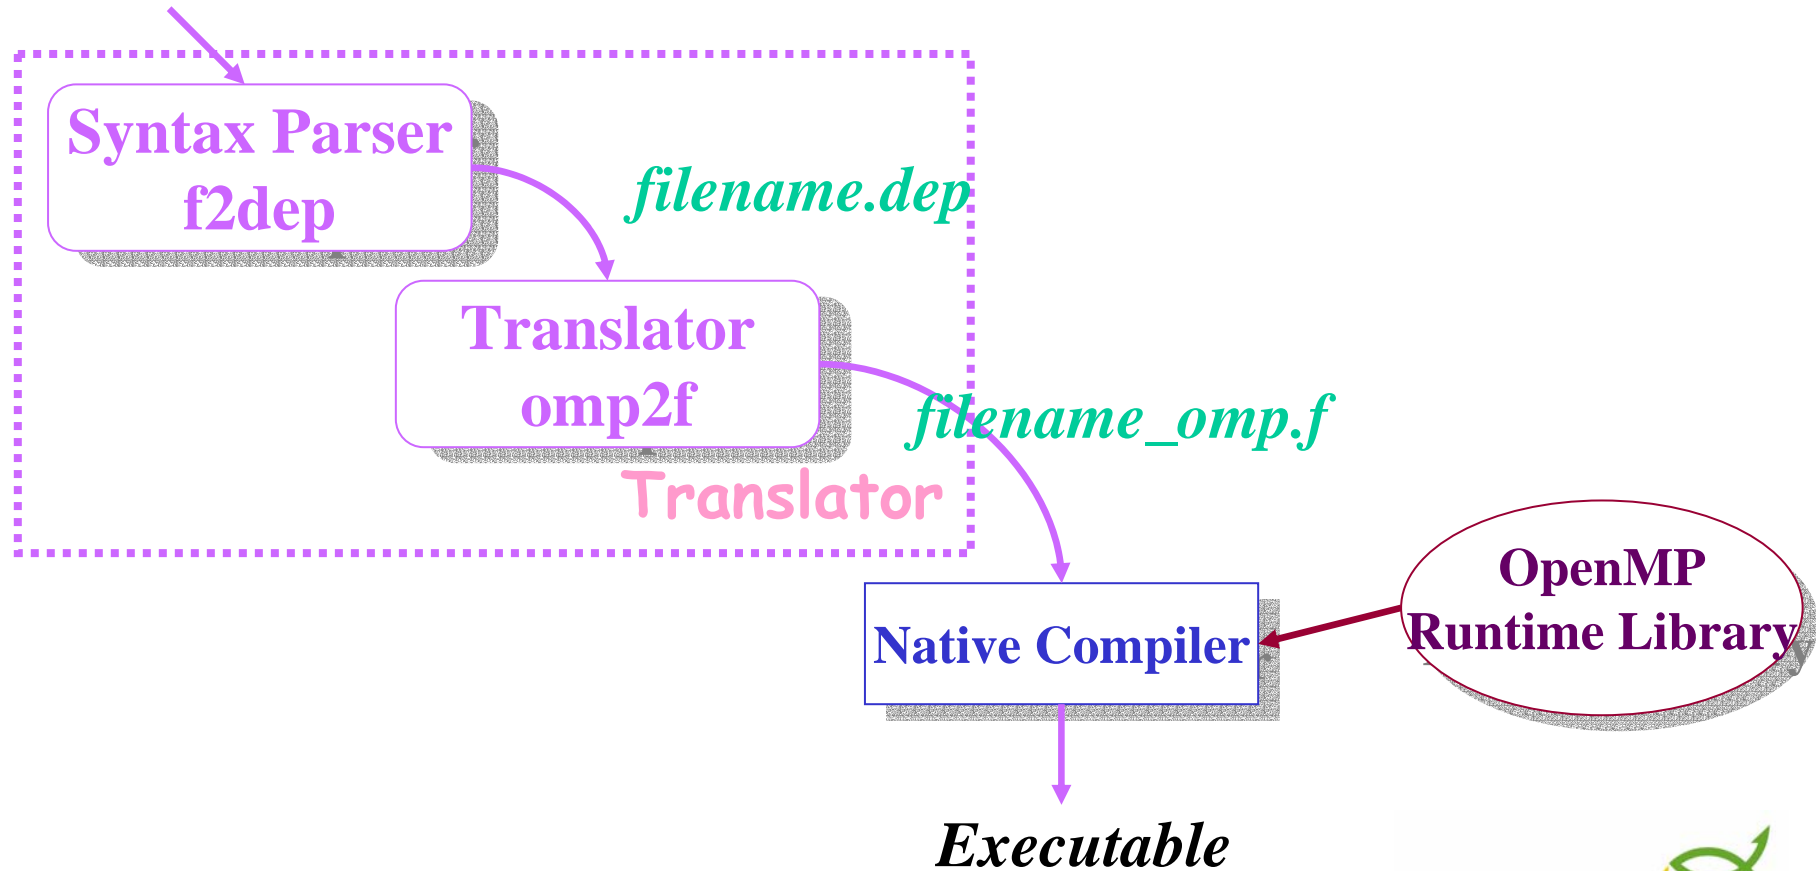 Syntax Parser
f2dep
filename.dep
Translator
omp2f
filename_omp.f
Translator
OpenMP
Runtime Library
Native Compiler
Executable